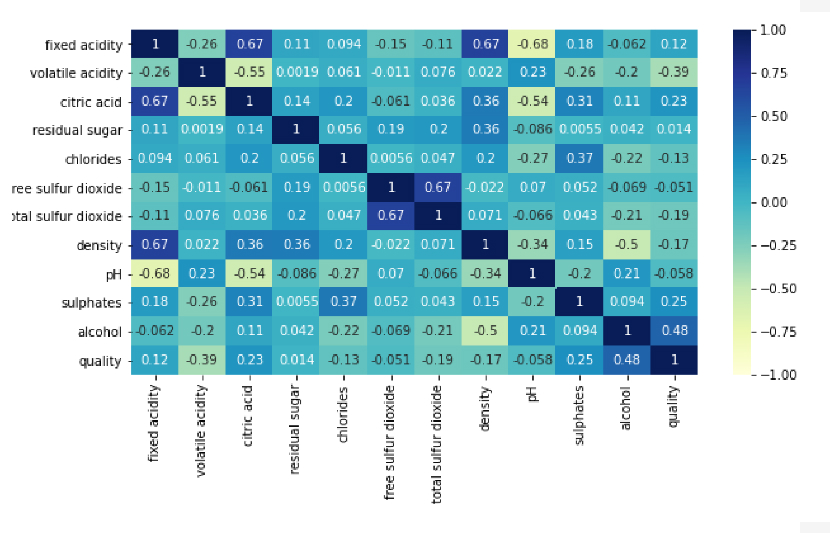 fixed acidity 1 -0.26 0.67 0.11 0.094 -0.15 -0.11 0.67 -0.68 0.18 -0.062 0.12
volatile acidity -0.26 1 -0.55 0.0019 0.061 -0.011 0.076 0.022 0.23 -0.26 -0.2 -0.39
citric acid 0.67 -0.55 1 0.14 0.2 -0.061 0.036 0.36 -0.54 0.31 0.11 0.23
residual sugar 0.11 0.0019 0.14 1 0.056 0.19 0.2 0.36 -0.086 0.0055 0.042 0.014
chlorides 0.094 0.061 0.2 0.056 1 0.0056 0.047 0.2 -0.27 0.37 -0.22 -0.13
ree sulfur dioxide -0.15 -0.011 -0.061 0.19 0.0056 1 0.67 -0.022 0.07 0.052 -0.069 -0.051
otal sulfur dioxide -0.11 0.076 0.036 0.2 0.047 0.67 1 0.071 -0.066 0.043 -0.21 -0.19
density 0.67 0.022 0.36 0.36 0.2 -0.022 0.071 1 -0.34 0.15 -0.5 -0.17
pH -0.68 0.23 -0.54 -0.086 -0.27 0.07 -0.066 -0.34 1 -0.2 0.21 -0.058
sulphates 0.18 -0.26 0.31 0.0055 0.37 0.052 0.043 0.15 -0.2 1 0.094 0.25
alcohol -0.062 -0.2 0.11 0.042 -0.22 -0.069 -0.21 -0.5 0.21 0.094 1 0.48
quality 0.12 -0.39 0.23 0.014 -0.13 -0.051 -0.19 -0.17 -0.058 0.25 0.48 1
fixed acidity
volatile acidity
citric acid
residual sugar
chlorides
free sulfur dioxide
total sulfur dioxide
density
pH
sulphates
alcohol
quality
1.00
0.75
0.50
0.25
0.00
−0.25
−0.50
−0.75
−1.00